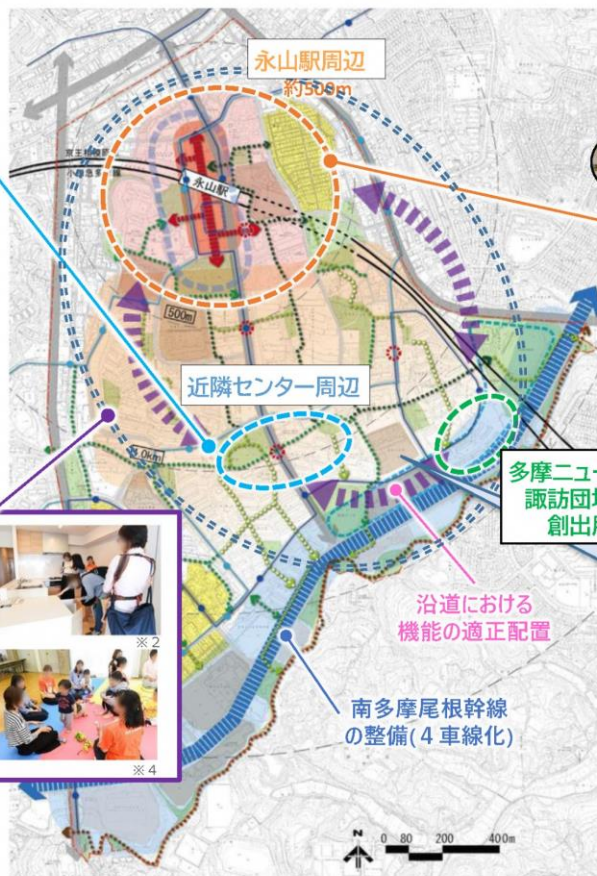 永山駅周辺
約500m
永山駅
500m
近隣センター周辺
1.0km
多摩ニュー
諏訪団地
創出用
沿道における
機能の適正配置
※2
※4
南多摩尾根幹線
の整備(4車線化)
N
0 80 200 400m